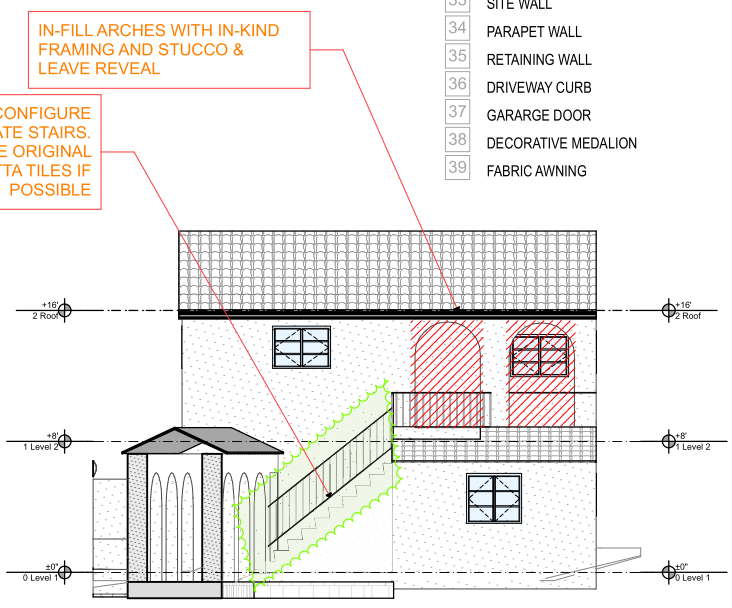 IN-FILL ARCHES WITH IN-KIND
FRAMING AND STUCCO &
LEAVE REVEAL
CONFIGURE
ATE STAIRS.
E ORIGINAL
TTA TILES IF
POSSIBLE
33 SITE WALL
34 PARAPET WALL
35 RETAINING WALL
36 DRIVEWAY CURB
37 GARARGE DOOR
38 DECORATIVE MEDALION
39 FABRIC AWNING
+16'
2 Roof
+16'
2 Roof
+8'
1 Level 2
+8'
1 Level 2
±0"
0 Level 1
±0"
0 Level 1